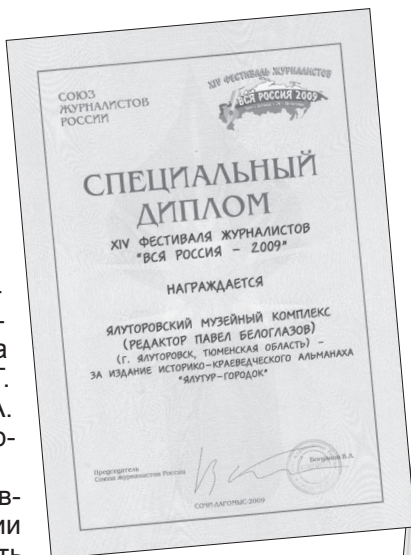 СОЮЗ
ЖУРНАЛИСТОВ
РОССИИ
XIV ФЕСТИВАЛЬ ЖУРНАЛИСТОВ
ВСЯ РОССИЯ 2009
СПЕЦИАЛЬНЫЙ
ДИПЛОМ
XIV ФЕСТИВАЛЯ ЖУРНАЛИСТОВ
"ВСЯ РОССИЯ – 2009"
НАГРАЖДАЕТСЯ
ЯЛУТОРОВСКИЙ МУЗЕЙНЫЙ КОМПЛЕКС
(РЕДАКТОР ПАВЕЛ БЕЛОГЛАЗОВ)
(Г. ЯЛУТОРОВСК, ТЮМЕНСКАЯ ОБЛАСТЬ) –
ЗА ИЗДАНИЕ ИСТОРИКО-КРАЕВЕДЧЕСКОГО АЛЬМАНАХА
"ЯЛУТУР-ГОРОДОК"
Председатель
Союза журналистов России
Богданов В.Л.
СОЧИ-ДАГОМЫС-2009
-
-
а
Г.
А.
о-
в-
ии
ть